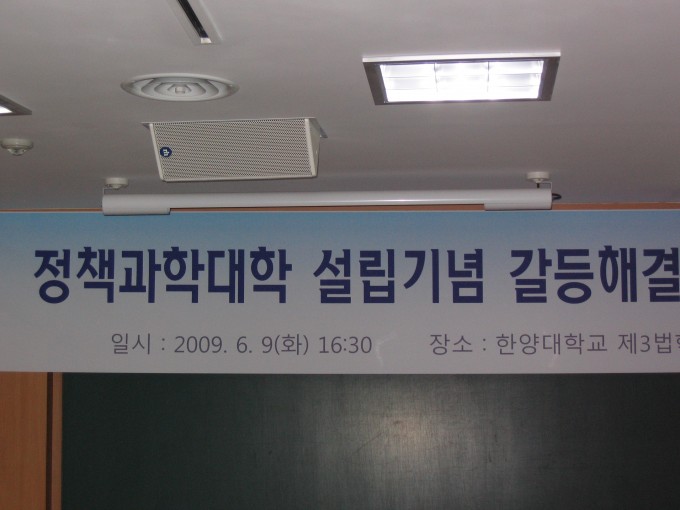 정책과학대학 설립기념 갈등해결
일시 : 2009. 6. 9(화) 16:30 장소 : 한양대학교 제3법학